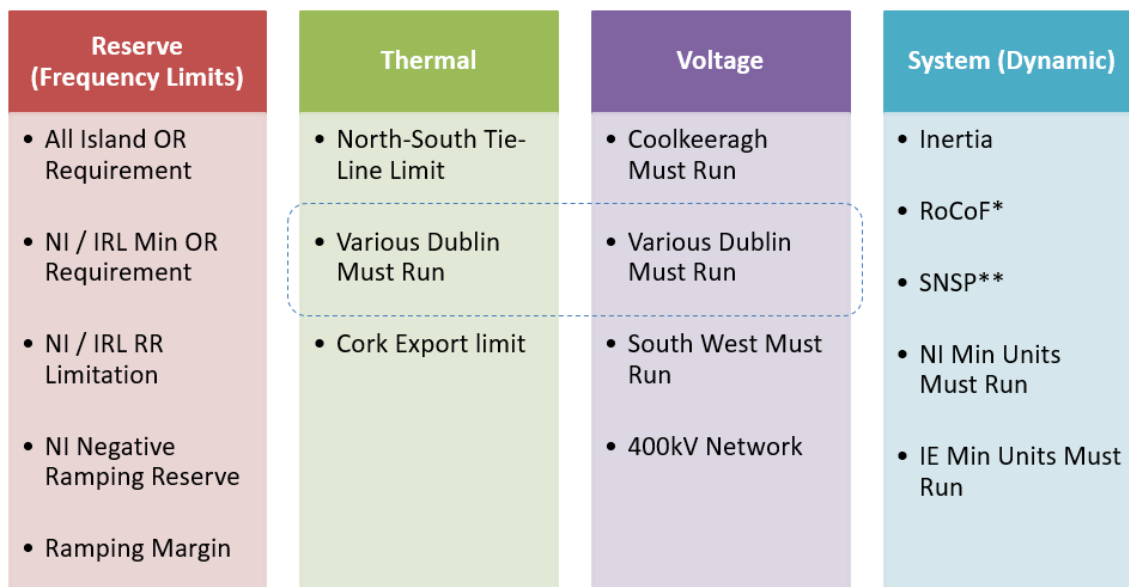 Reserve
(Frequency Limits)
• All Island OR
Requirement
• NI / IRL Min OR
Requirement
• NI / IRL RR
Limitation
• NI Negative
Ramping Reserve
• Ramping Margin
Thermal
• North-South Tie-
Line Limit
• Various Dublin
Must Run
• Cork Export limit
Voltage
• Coolkeeragh
Must Run
• Various Dublin
Must Run
• South West Must
Run
• 400kV Network
System (Dynamic)
• Inertia
• RoCoF*
• SNSP**
• NI Min Units
Must Run
• IE Min Units Must
Run